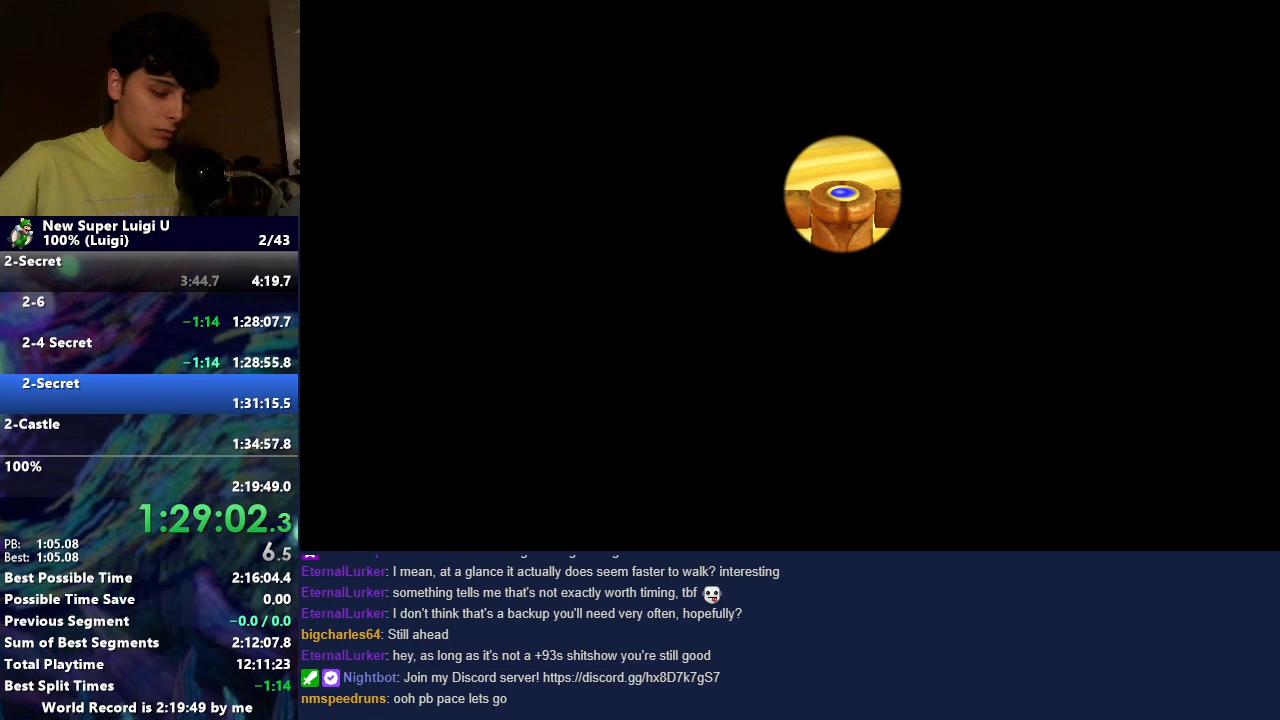 New Super Luigi U
100% (Luigi) 2/43
2-Secret
3:44.7 4:19.7
2-6
−1:14 1:28:07.7
2-4 Secret
−1:14 1:28:55.8
2-Secret
1:31:15.5
2-Castle
1:34:57.8
100%
2:19:49.0
1:29:02.3
PB: 1:05.08
Best: 1:05.08
6.5
Best Possible Time 2:16:04.4
Possible Time Save 0.00
Previous Segment −0.0 / 0.0
Sum of Best Segments 2:12:07.8
Total Playtime 12:11:23
Best Split Times −1:14
World Record is 2:19:49 by me
EternalLurker: I mean, at a glance it actually does seem faster to walk? interesting
EternalLurker: something tells me that's not exactly worth timing, tbf
EternalLurker: I don't think that's a backup you'll need very often, hopefully?
bigcharles64: Still ahead
EternalLurker: hey, as long as it's not a +93s shitshow you're still good
Nightbot: Join my Discord server! https://discord.gg/hx8D7k7gS7
nmspeedruns: ooh pb pace lets go